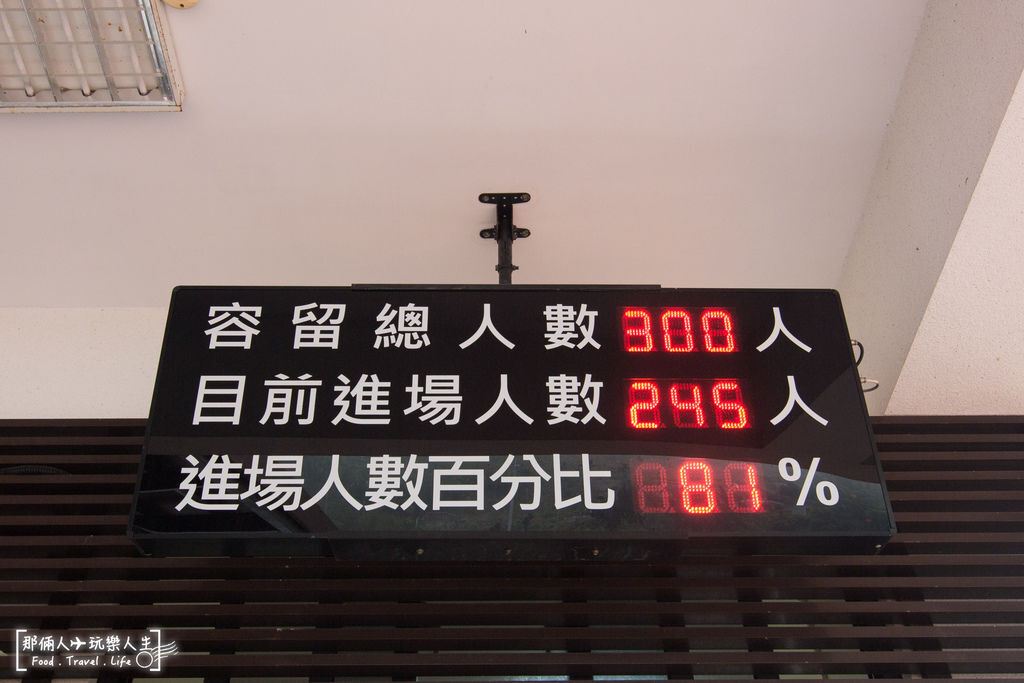 容留總人數 300 人
目前進場人數 245 人
進場人數百分比 81 %
那倆人✈玩樂人生
Food . Travel . Life